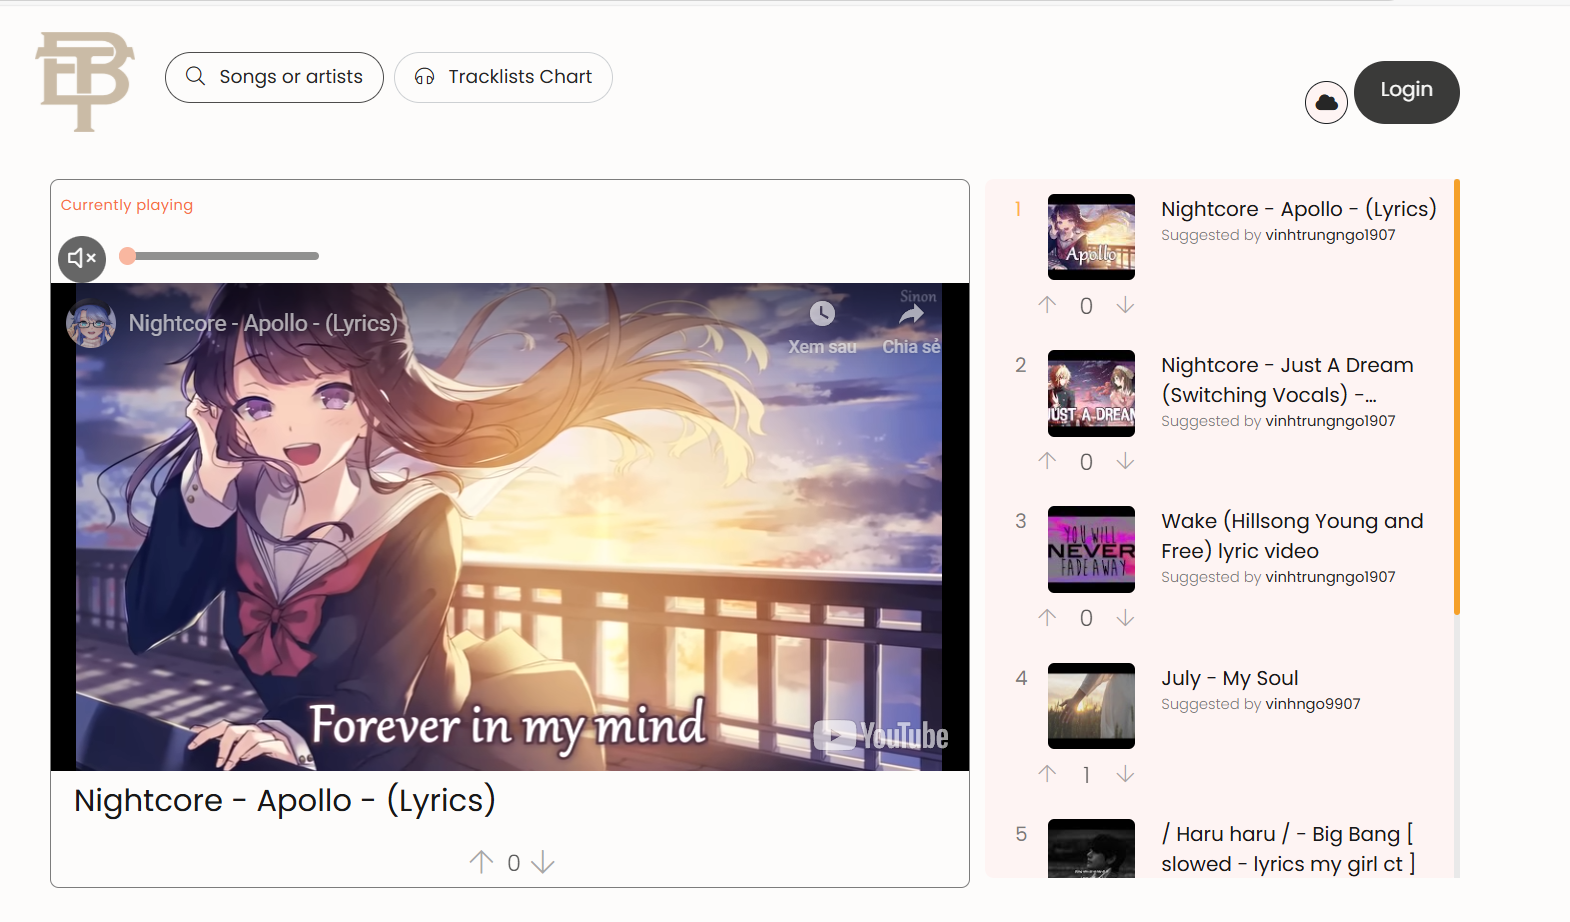 EBT
Songs or artists
Tracklists Chart
Login
Currently playing
Nightcore - Apollo - (Lyrics)
Xem sau
Sinon
Chia sẻ
Forever in my mind
YouTube
Nightcore - Apollo - (Lyrics)
0
1
Apollo
Nightcore - Apollo - (Lyrics)
Suggested by vinhtrungngo1907
0
2
JUST A DREAM
Nightcore - Just A Dream
(Switching Vocals) -...
Suggested by vinhtrungngo1907
0
3
YOU WILL
NEVER
FADE AWAY
Wake (Hillsong Young and
Free) lyric video
Suggested by vinhtrungngo1907
0
4
July - My Soul
Suggested by vinhngo9907
1
5
/ Haru haru / - Big Bang [
slowed - lyrics my girl ct ]